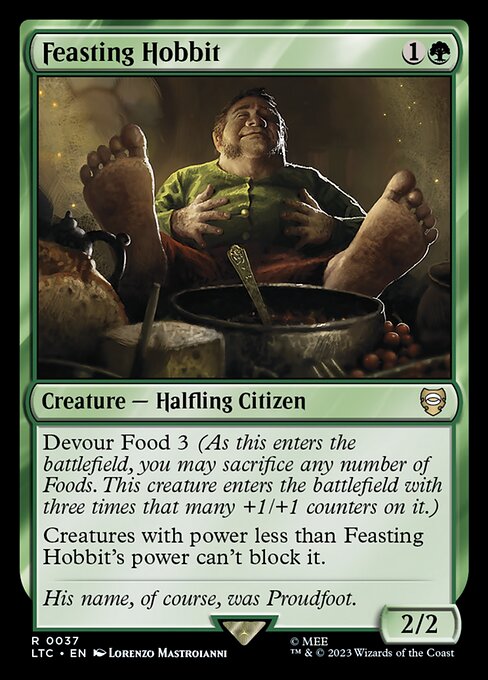 Feasting Hobbit 1
Creature — Halfling Citizen
Devour Food 3 (As this enters the
battlefield, you may sacrifice any number of
Foods. This creature enters the battlefield with
three times that many +1/+1 counters on it.)
Creatures with power less than Feasting
Hobbit's power can't block it.
His name, of course, was Proudfoot.
2/2
R 0037
LTC • EN Lorenzo Mastroianni
© MEE
™ & © 2023 Wizards of the Coast